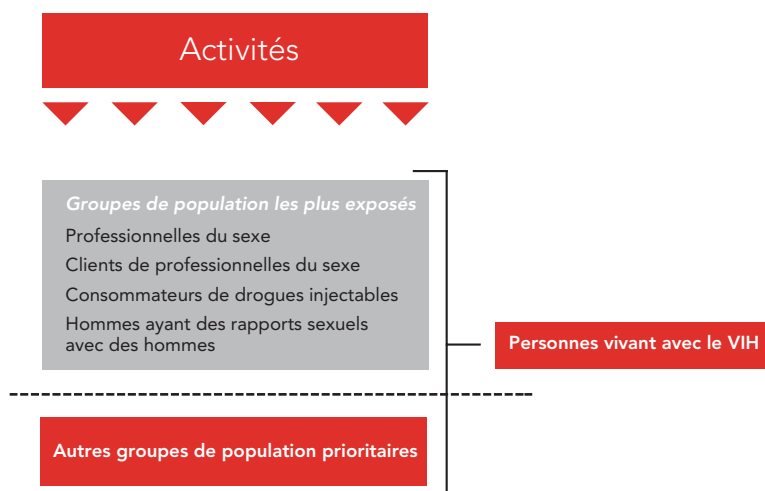 Activités
Groupes de population les plus exposés
Professionnelles du sexe
Clients de professionnelles du sexe
Consommateurs de drogues injectables
Hommes ayant des rapports sexuels
avec des hommes
Personnes vivant avec le VIH
Autres groupes de population prioritaires